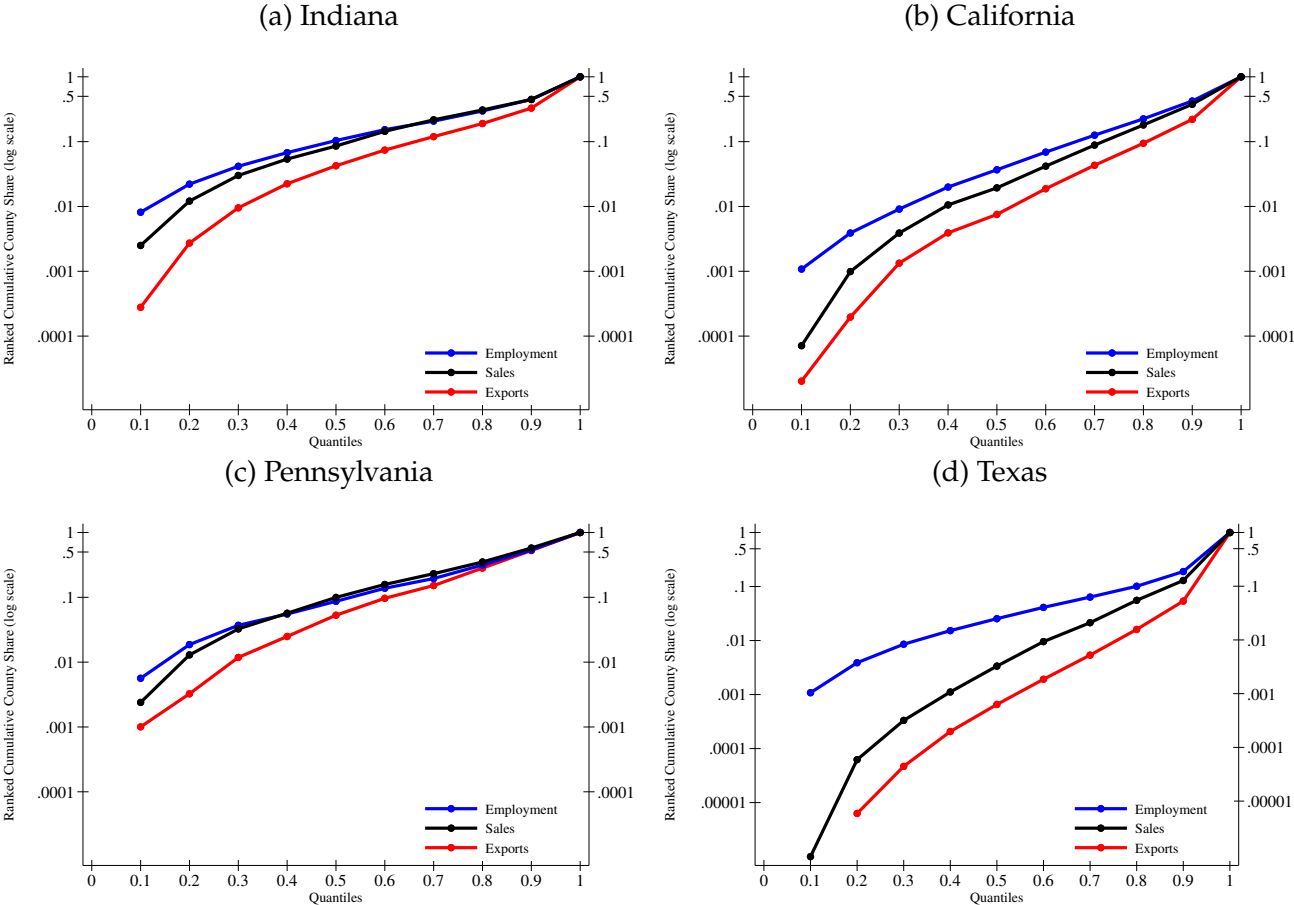 (a) Indiana
Ranked Cumulative County Share (log scale)
1
.5
.1
.01
.001
.0001
1
.5
.1
.01
.001
.0001
Employment
Sales
Exports
0 0.1 0.2 0.3 0.4 0.5 0.6 0.7 0.8 0.9 1
Quantiles
(b) California
Ranked Cumulative County Share (log scale)
1
.5
.1
.01
.001
.0001
1
.5
.1
.01
.001
.0001
Employment
Sales
Exports
0 0.1 0.2 0.3 0.4 0.5 0.6 0.7 0.8 0.9 1
Quantiles
(c) Pennsylvania
Ranked Cumulative County Share (log scale)
1
.5
.1
.01
.001
.0001
1
.5
.1
.01
.001
.0001
Employment
Sales
Exports
0 0.1 0.2 0.3 0.4 0.5 0.6 0.7 0.8 0.9 1
Quantiles
(d) Texas
Ranked Cumulative County Share (log scale)
1
.5
.1
.01
.001
.0001
.00001
1
.5
.1
.01
.001
.0001
.00001
Employment
Sales
Exports
0 0.1 0.2 0.3 0.4 0.5 0.6 0.7 0.8 0.9 1
Quantiles